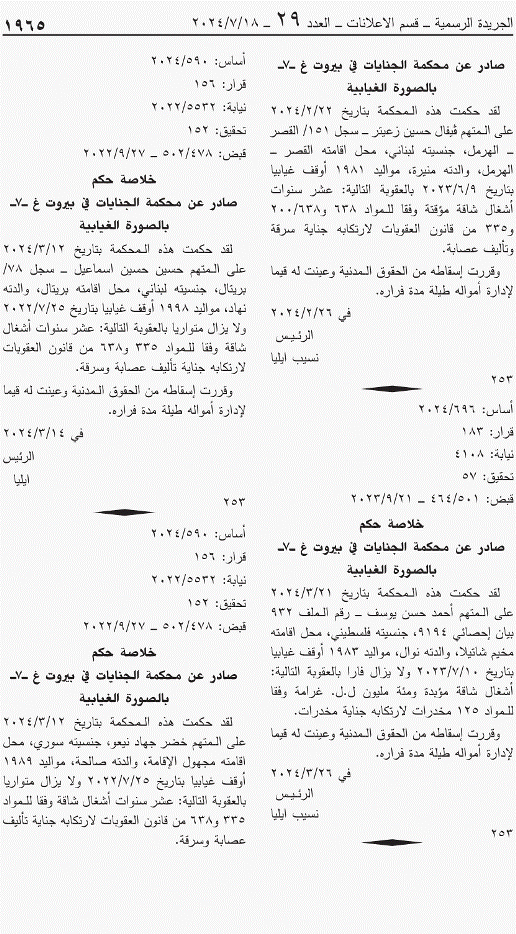 الجريدة الرسمية ــ قسم الاعلانات ــ العدد ٢٩ ــ ٢٠٢٤/٧/١٨
١٩٦٥
صادر عن محكمة الجنايات في بيروت غ ــ٧ــ
بالصورة الغيابية
لقد حكمت هذه المحكمة بتاريخ ٢٠٢٤/٢/٢٢
على المتهم ڤيفال حسين زعيتر ــ سجل ١٥١/ القصر
ــ الهرمل، جنسيته لبناني، محل اقامته القصر ــ
الهرمل، والدته منيرة، مواليد ١٩٨١ أوقف غيابيا
بتاريخ ٢٠٢٣/٦/٩ بالعقوبة التالية: عشر سنوات
أشغال شاقة مؤقتة وفقا للمواد ٦٣٨ و٢٠٠/٦٣٨
و٣٣٥ من قانون العقوبات لارتكابه جناية سرقة
وتأليف عصابة.
وقررت إسقاطه من الحقوق المدنية وعينت له قيما
لإدارة أمواله طيلة مدة فراره.
في ٢٠٢٤/٢/٢٦
الرئيس
نسيب ايليا
٢٥٣
أساس: ٢٠٢٤/٦٩٦
قرار: ١٨٣
نيابة: ٤١٠٨
تحقيق: ٥٧
قبض: ٤٦٤/٥٠١ ــ ٢٠٢٣/٩/٢١
خلاصة حكم
صادر عن محكمة الجنايات في بيروت غ ــ٧ــ
بالصورة الغيابية
لقد حكمت هذه المحكمة بتاريخ ٢٠٢٤/٣/٢١
على المتهم أحمد حسن يوسف ــ رقم الملف ٩٣٢
بيان إحصائي ٩١٩٤، جنسيته فلسطيني، محل اقامته
مخيم شاتيلا، والدته نوال، مواليد ١٩٨٣ أوقف غيابيا
بتاريخ ٢٠٢٣/٧/١٠ ولا يزال فارا بالعقوبة التالية:
أشغال شاقة مؤبدة ومئة مليون ل.ل. غرامة وفقا
للمواد ١٢٥ مخدرات لارتكابه جناية مخدرات.
وقررت إسقاطه من الحقوق المدنية وعينت له قيما
لإدارة أمواله طيلة مدة فراره.
في ٢٠٢٤/٣/٢٦
الرئيس
نسيب ايليا
٢٥٣
أساس: ٢٠٢٤/٥٩٠
قرار: ١٥٦
نيابة: ٢٠٢٢/٥٥٣٢
تحقيق: ١٥٢
قبض: ٥٠٢/٤٧٨ ــ ٢٠٢٢/٩/٢٧
خلاصة حكم
صادر عن محكمة الجنايات في بيروت غ ــ٧ــ
بالصورة الغيابية
لقد حكمت هذه المحكمة بتاريخ ٢٠٢٤/٣/١٢
على المتهم حسين حسين اسماعيل ــ سجل ٧٨/
بريتال، جنسيته لبناني، محل اقامته بريتال، والدته
نهاد، مواليد ١٩٩٨ أوقف غيابيا بتاريخ ٢٠٢٢/٧/٢٥
ولا يزال متواريا بالعقوبة التالية: عشر سنوات أشغال
شاقة وفقا للمواد ٣٣٥ و٦٣٨ من قانون العقوبات
لارتكابه جناية تأليف عصابة وسرقة.
وقررت إسقاطه من الحقوق المدنية وعينت له قيما
لإدارة أمواله طيلة مدة فراره.
في ٢٠٢٤/٣/١٤
الرئيس
ايليا
٢٥٣
أساس: ٢٠٢٤/٥٩٠
قرار: ١٥٦
نيابة: ٢٠٢٢/٥٥٣٢
تحقيق: ١٥٢
قبض: ٥٠٢/٤٧٨ ــ ٢٠٢٢/٩/٢٧
خلاصة حكم
صادر عن محكمة الجنايات في بيروت غ ــ٧ــ
بالصورة الغيابية
لقد حكمت هذه المحكمة بتاريخ ٢٠٢٤/٣/١٢
على المتهم خضر جهاد نيعو، جنسيته سوري، محل
اقامته مجهول الإقامة، والدته صالحة، مواليد ١٩٨٩
أوقف غيابيا بتاريخ ٢٠٢٢/٧/٢٥ ولا يزال متواريا
بالعقوبة التالية: عشر سنوات أشغال شاقة وفقا للمواد
٣٣٥ و٦٣٨ من قانون العقوبات لارتكابه جناية تأليف
عصابة وسرقة.